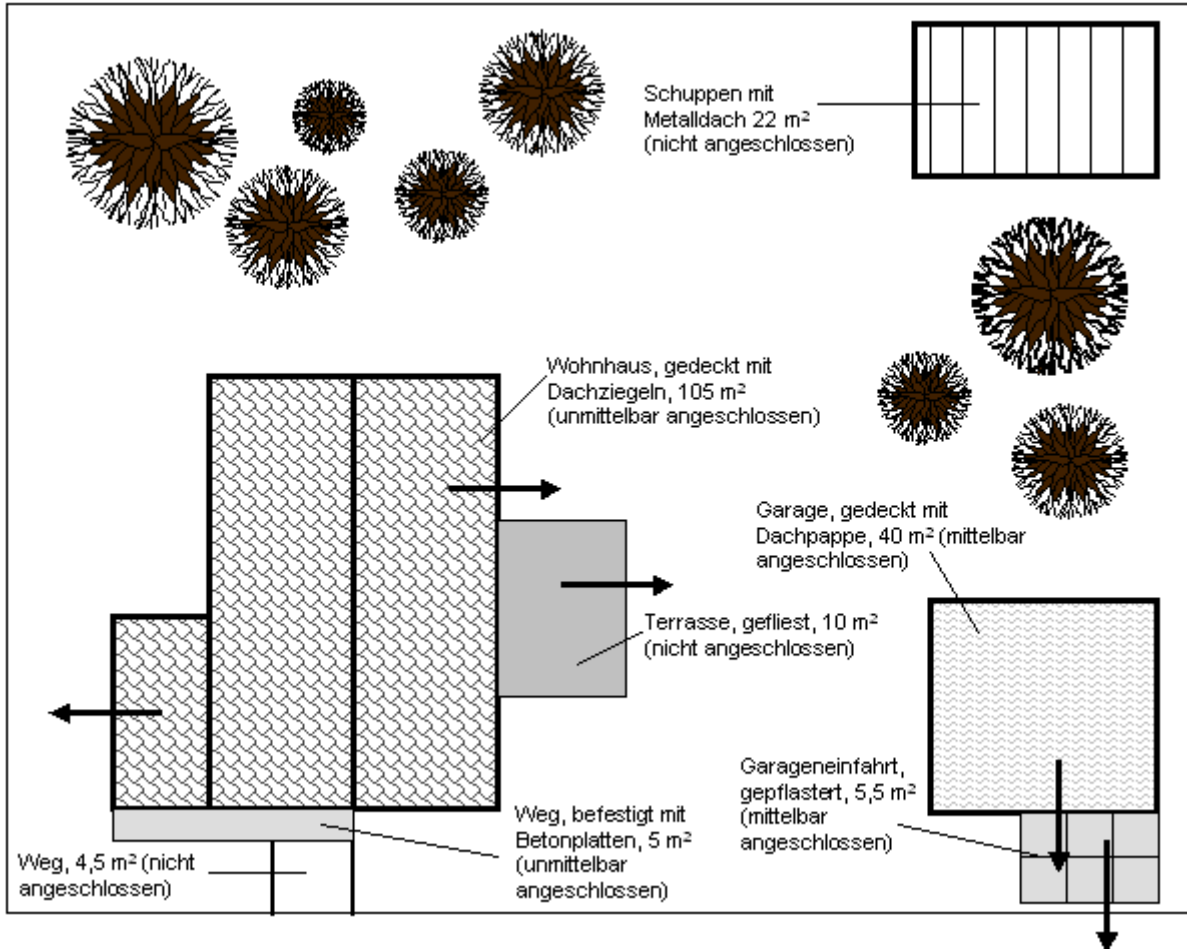 Schuppen mit
Metalldach 22 m²
(nicht angeschlossen)
Wohnhaus, gedeckt mit
Dachziegeln, 105 m²
(unmittelbar angeschlossen)
Garage, gedeckt mit
Dachpappe, 40 m² (mittelbar
angeschlossen)
Terrasse, gefliest, 10 m²
(nicht angeschlossen)
Garageneinfahrt,
gepflastert, 5,5 m²
(mittelbar
angeschlossen)
Weg, befestigt mit
Betonplatten, 5 m²
(unmittelbar
angeschlossen)
Weg, 4,5 m² (nicht
angeschlossen)